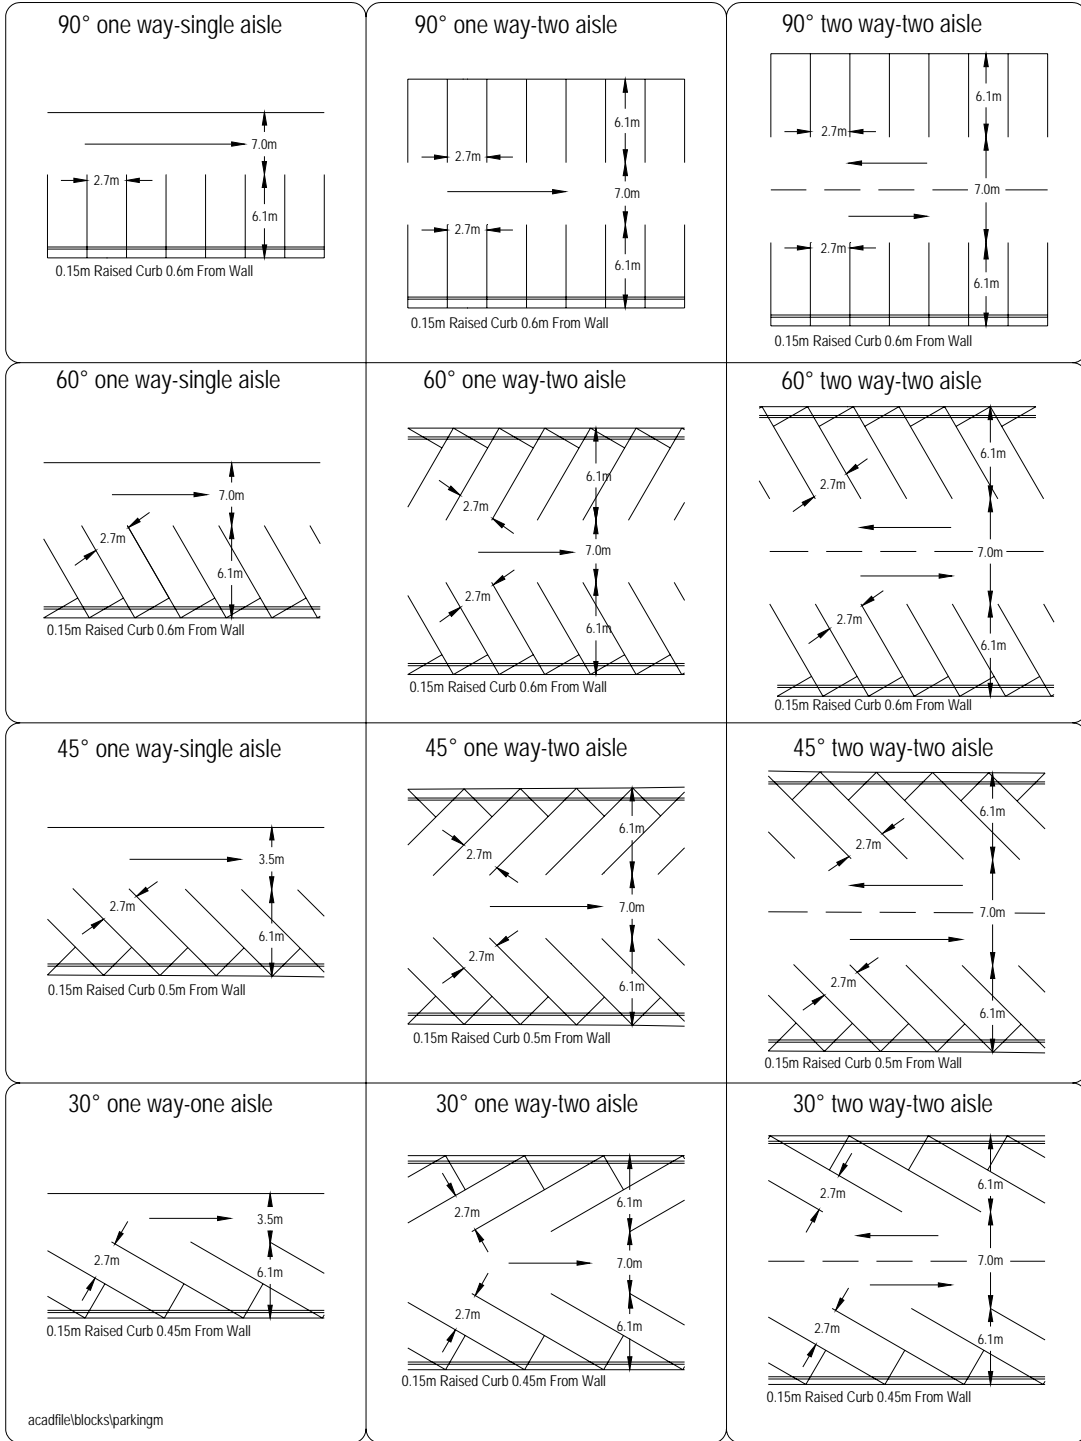 90° one way-single aisle
7.0m
2.7m
6.1m
0.15m Raised Curb 0.6m From Wall
90° one way-two aisle
6.1m
2.7m
7.0m
2.7m
6.1m
0.15m Raised Curb 0.6m From Wall
90° two way-two aisle
6.1m
2.7m
7.0m
2.7m
6.1m
0.15m Raised Curb 0.6m From Wall
60° one way-single aisle
7.0m
2.7m
6.1m
0.15m Raised Curb 0.6m From Wall
60° one way-two aisle
6.1m
2.7m
7.0m
2.7m
6.1m
0.15m Raised Curb 0.6m From Wall
60° two way-two aisle
6.1m
2.7m
7.0m
2.7m
6.1m
0.15m Raised Curb 0.6m From Wall
45° one way-single aisle
3.5m
2.7m
6.1m
0.15m Raised Curb 0.5m From Wall
45° one way-two aisle
6.1m
2.7m
7.0m
2.7m
6.1m
0.15m Raised Curb 0.5m From Wall
45° two way-two aisle
6.1m
2.7m
7.0m
2.7m
6.1m
0.15m Raised Curb 0.5m From Wall
30° one way-one aisle
3.5m
2.7m
6.1m
0.15m Raised Curb 0.45m From Wall
30° one way-two aisle
6.1m
2.7m
7.0m
2.7m
6.1m
0.15m Raised Curb 0.45m From Wall
30° two way-two aisle
6.1m
2.7m
7.0m
2.7m
6.1m
0.15m Raised Curb 0.45m From Wall
acadfile\blocks\parkingm